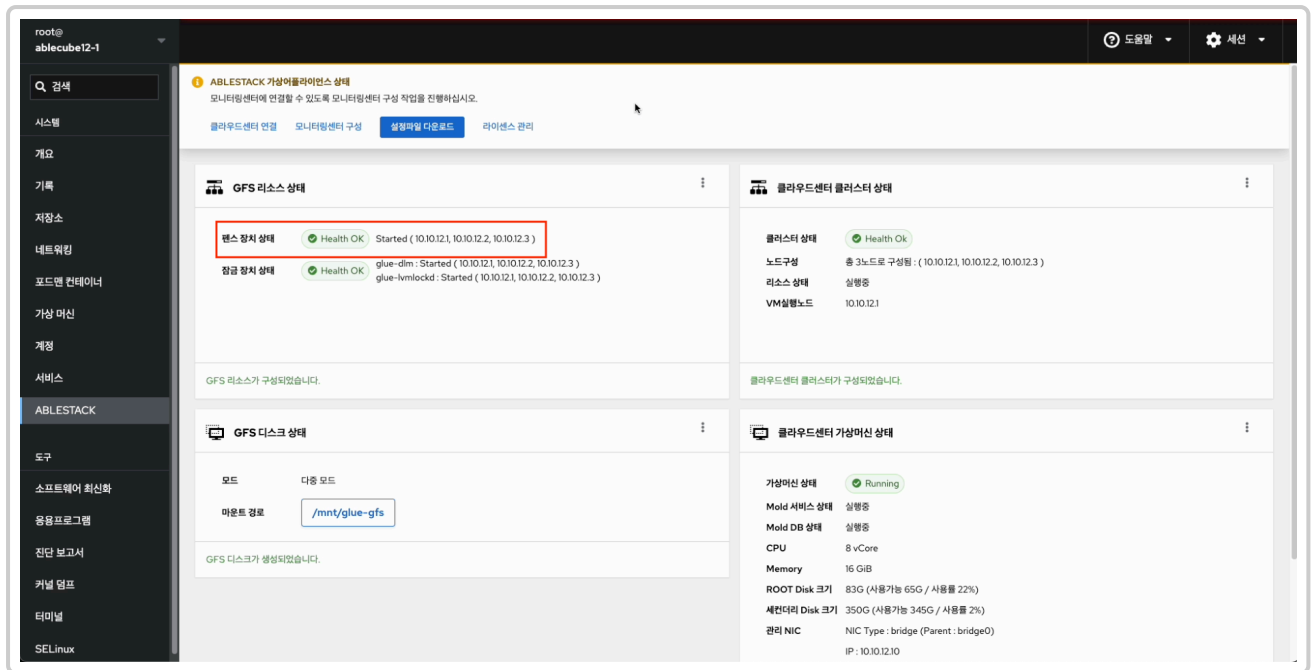 root@
ablecube12-1
도움말
세션
검색
시스템
개요
기록
저장소
네트워킹
포드맨 컨테이너
가상 머신
계정
서비스
ABLESTACK
도구
소프트웨어 최신화
응용프로그램
진단 보고서
커널 덤프
터미널
SELinux
ABLESTACK 가상어플라이언스 상태
모니터링센터에 연결할 수 있도록 모니터링센터 구성 작업을 진행하십시오.
클라우드센터 연결 모니터링센터 구성 설정파일 다운로드 라이센스 관리
GFS 리소스 상태
펜스 장치 상태 Health OK Started ( 10.10.12.1, 10.10.12.2, 10.10.12.3 )
잠금 장치 상태 Health OK glue-dlm : Started ( 10.10.12.1, 10.10.12.2, 10.10.12.3 )
glue-lvmlockd : Started ( 10.10.12.1, 10.10.12.2, 10.10.12.3 )
GFS 리소스가 구성되었습니다.
클라우드센터 클러스터 상태
클러스터 상태 Health Ok
노드구성 총 3노드로 구성됨 : ( 10.10.12.1, 10.10.12.2, 10.10.12.3 )
리소스 상태 실행중
VM실행노드 10.10.12.1
클라우드센터 클러스터가 구성되었습니다.
GFS 디스크 상태
모드 다중 모드
마운트 경로 /mnt/glue-gfs
GFS 디스크가 생성되었습니다.
클라우드센터 가상머신 상태
가상머신 상태 Running
Mold 서비스 상태 실행중
Mold DB 상태 실행중
CPU 8 vCore
Memory 16 GiB
ROOT Disk 크기 83G (사용가능 65G / 사용률 22%)
세컨더리 Disk 크기 350G (사용가능 345G / 사용률 2%)
관리 NIC NIC Type : bridge (Parent : bridge0)
IP : 10.10.12.10